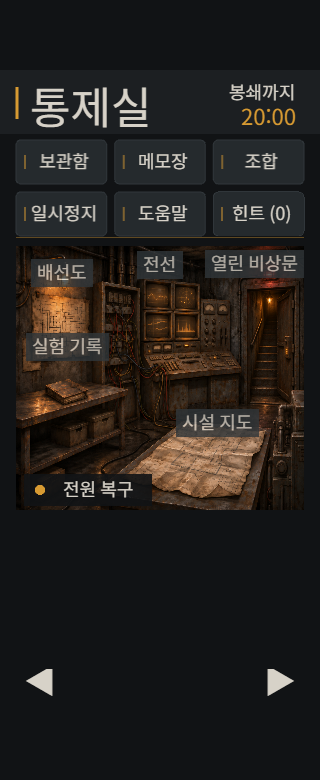 통제실
봉쇄까지
20:00
보관함
메모장
조합
일시정지
도움말
힌트 (0)
배선도
전선
열린 비상문
실험 기록
시설 지도
전원 복구